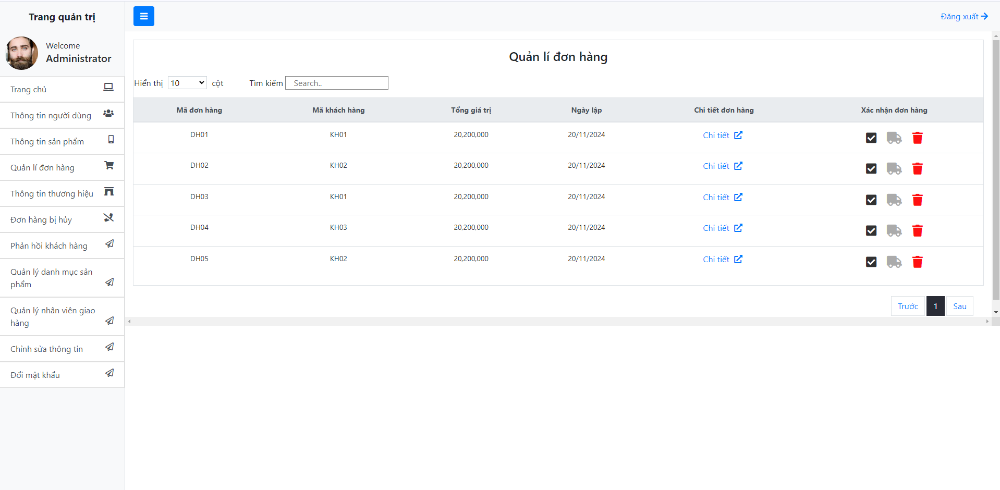 Trang quản trị
Đăng xuất
Welcome
Administrator
Trang chủ
Thông tin người dùng
Thông tin sản phẩm
Quản lí đơn hàng
Thông tin thương hiệu
Đơn hàng bị hủy
Phản hồi khách hàng
Quản lý danh mục sản
phẩm
Quản lý nhân viên giao
hàng
Chỉnh sửa thông tin
Đổi mật khẩu
Quản lí đơn hàng
Hiển thị 10 cột Tìm kiếm Search..
Mã đơn hàng Mã khách hàng Tổng giá trị Ngày lập Chi tiết đơn hàng Xác nhận đơn hàng
DH01 KH01 20,200,000 20/11/2024 Chi tiết
DH02 KH02 20,200,000 20/11/2024 Chi tiết
DH03 KH01 20,200,000 20/11/2024 Chi tiết
DH04 KH03 20,200,000 20/11/2024 Chi tiết
DH05 KH02 20,200,000 20/11/2024 Chi tiết
Trước 1 Sau